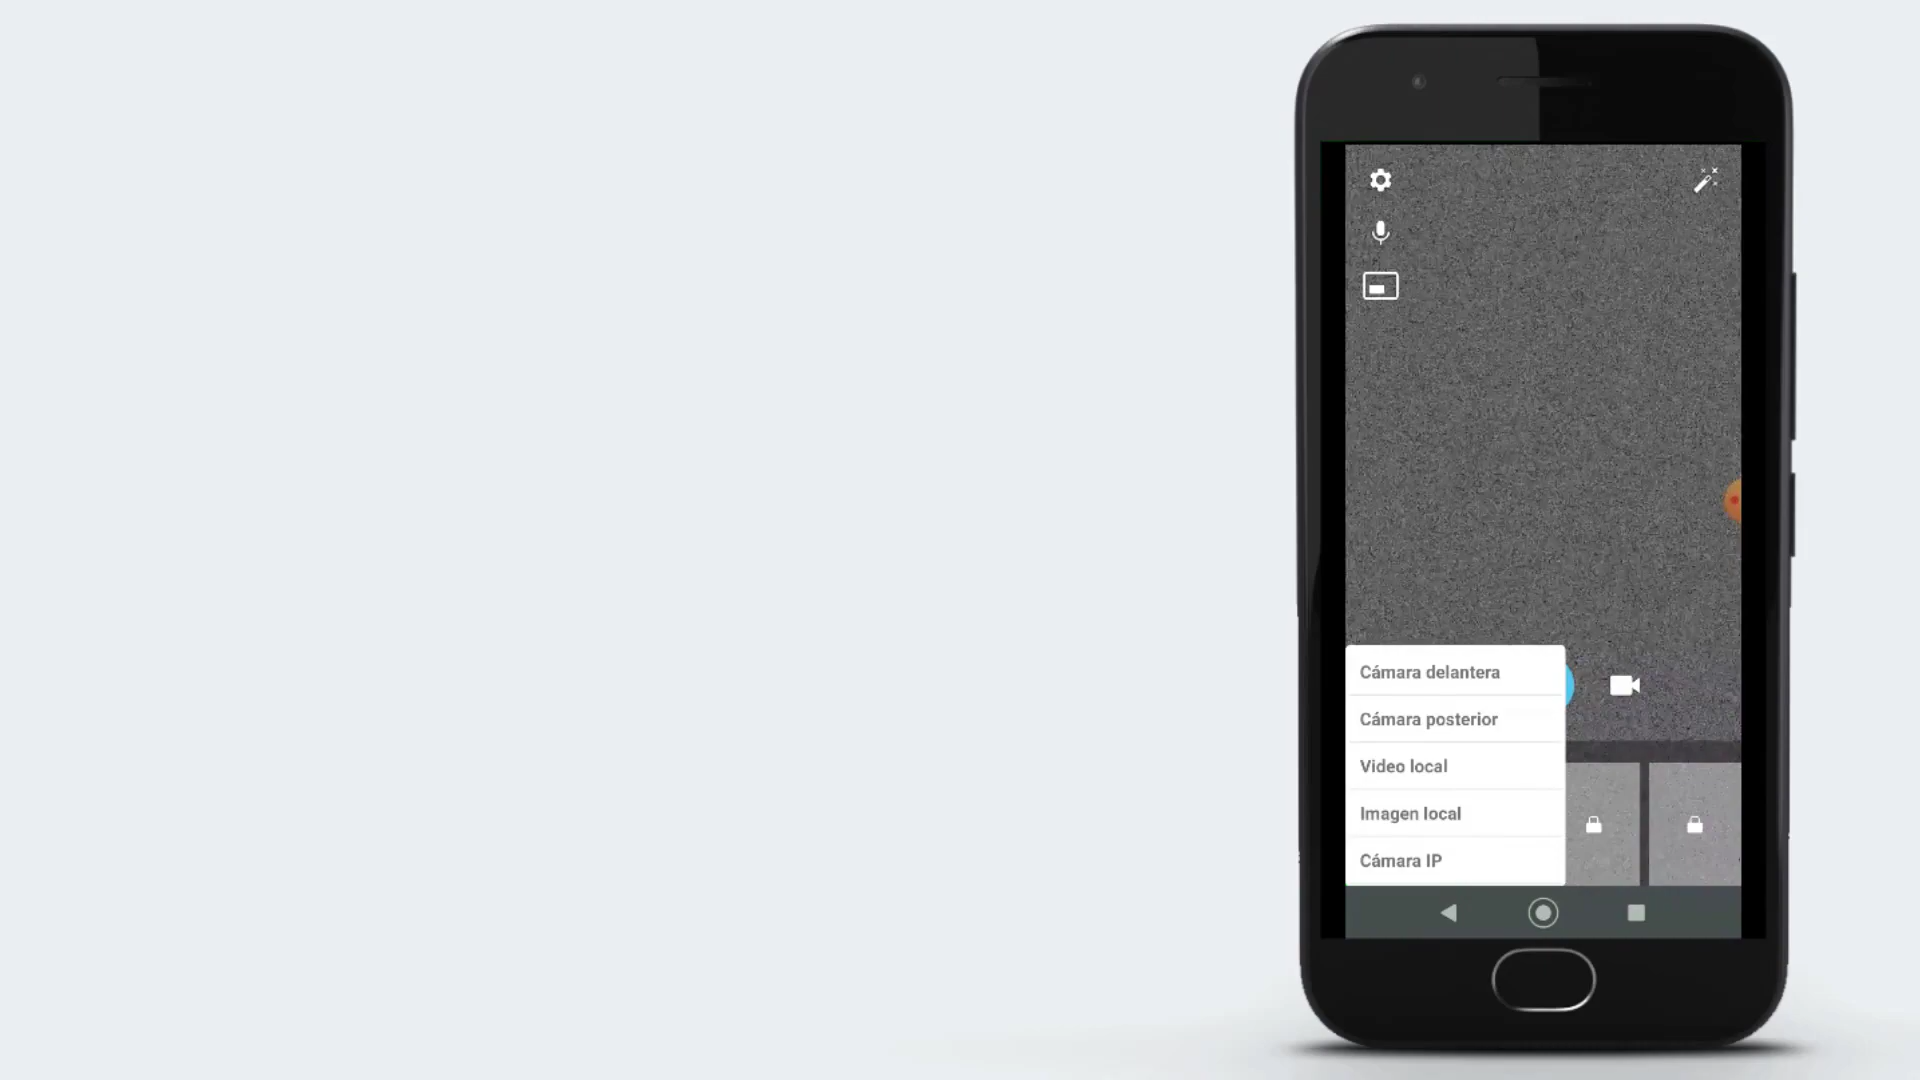 Cámara delantera
Cámara posterior
Video local
Imagen local
Cámara IP